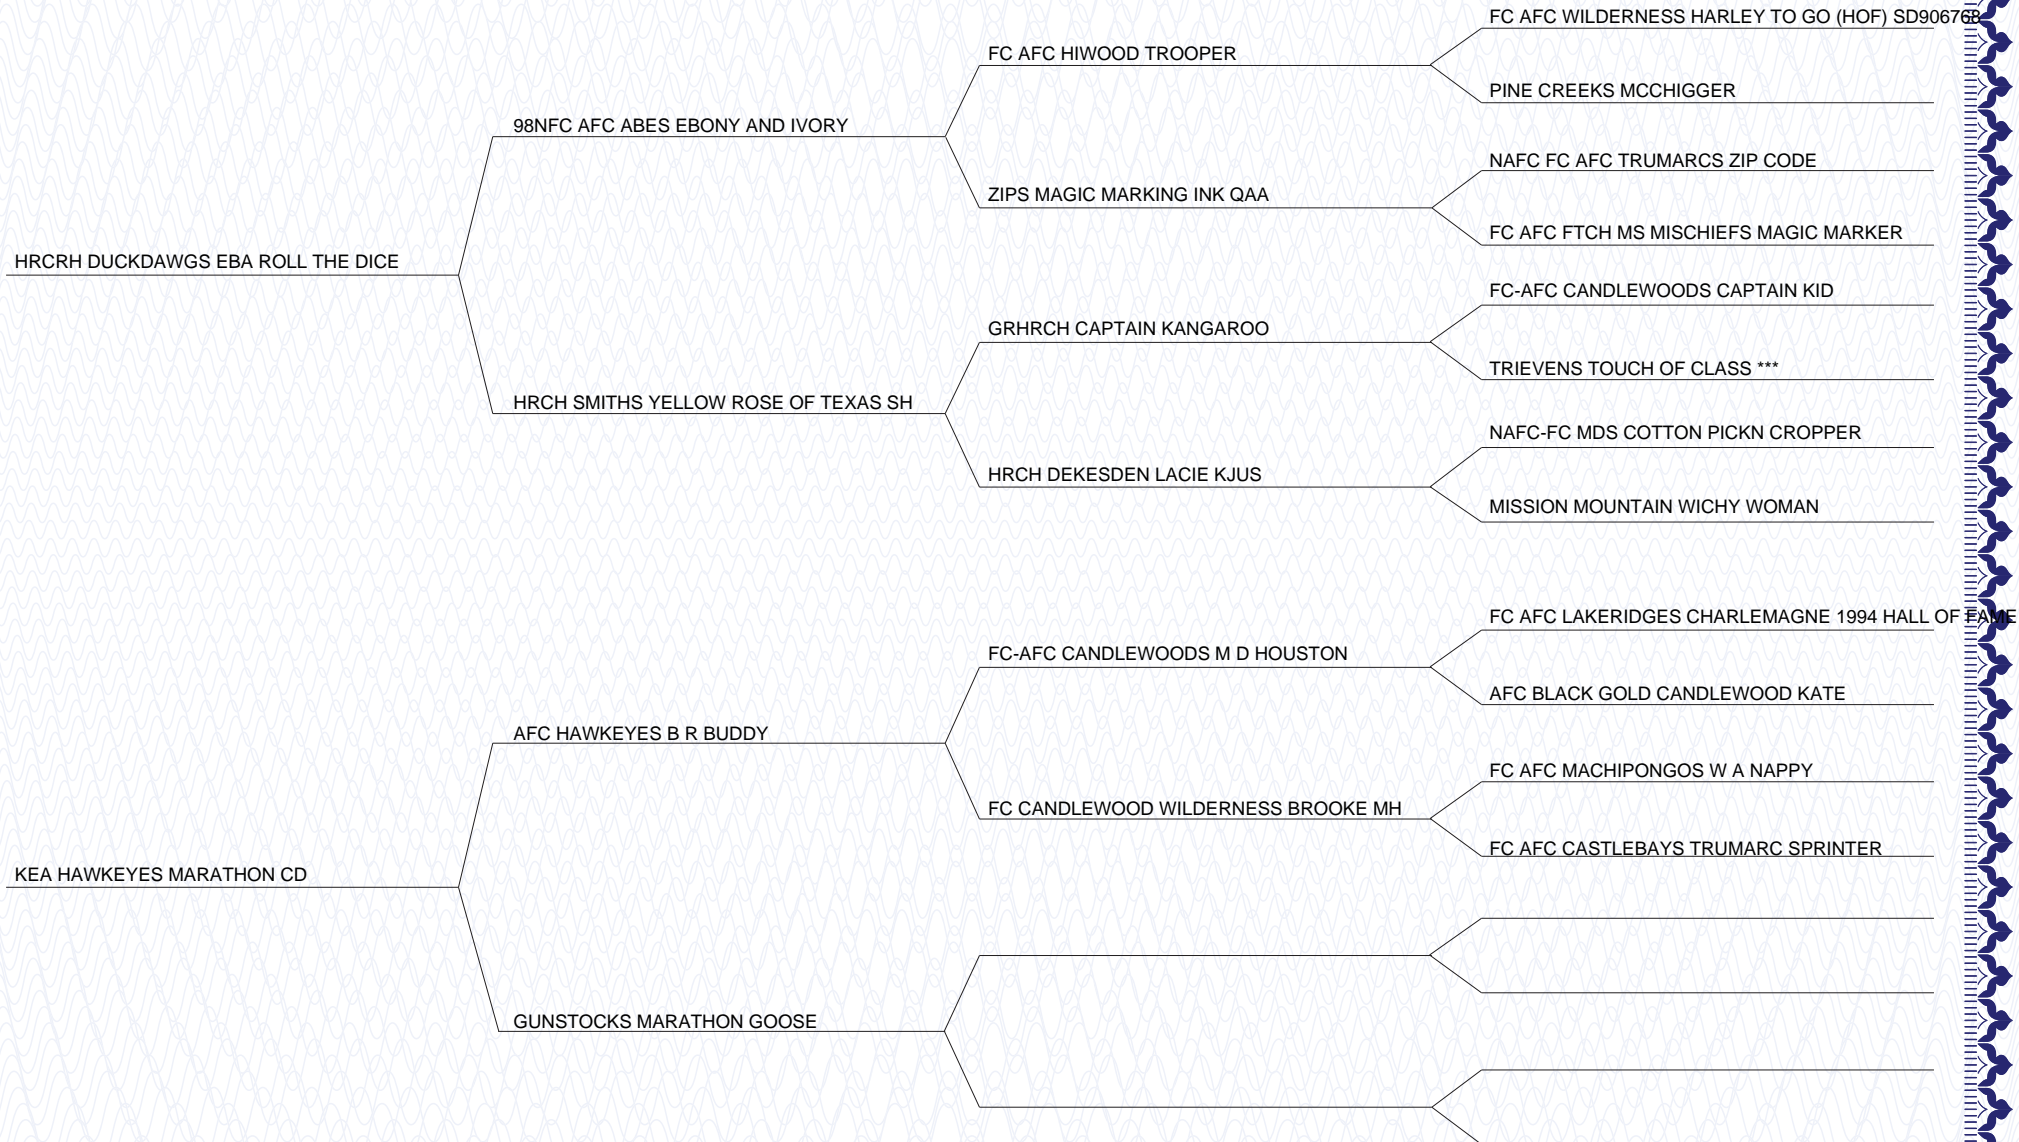 FC AFC WILDERNESS HARLEY TO GO (HOF) SD906768
FC AFC HIWOOD TROOPER
PINE CREEKS MCCHIGGER
98NFC AFC ABES EBONY AND IVORY
NAFC FC AFC TRUMARCS ZIP CODE
ZIPS MAGIC MARKING INK QAA
FC AFC FTCH MS MISCHIEFS MAGIC MARKER
HRCRH DUCKDAWGS EBA ROLL THE DICE
FC-AFC CANDLEWOODS CAPTAIN KID
GRHRCH CAPTAIN KANGAROO
TRIEVENS TOUCH OF CLASS ***
HRCH SMITHS YELLOW ROSE OF TEXAS SH
NAFC-FC MDS COTTON PICKN CROPPER
HRCH DEKESDEN LACIE KJUS
MISSION MOUNTAIN WICHY WOMAN
FC AFC LAKERIDGES CHARLEMAGNE 1994 HALL OF FAME
FC-AFC CANDLEWOODS M D HOUSTON
AFC BLACK GOLD CANDLEWOOD KATE
AFC HAWKEYES B R BUDDY
FC AFC MACHIPONGOS W A NAPPY
FC CANDLEWOOD WILDERNESS BROOKE MH
FC AFC CASTLEBAYS TRUMARC SPRINTER
KEA HAWKEYES MARATHON CD
GUNSTOCKS MARATHON GOOSE